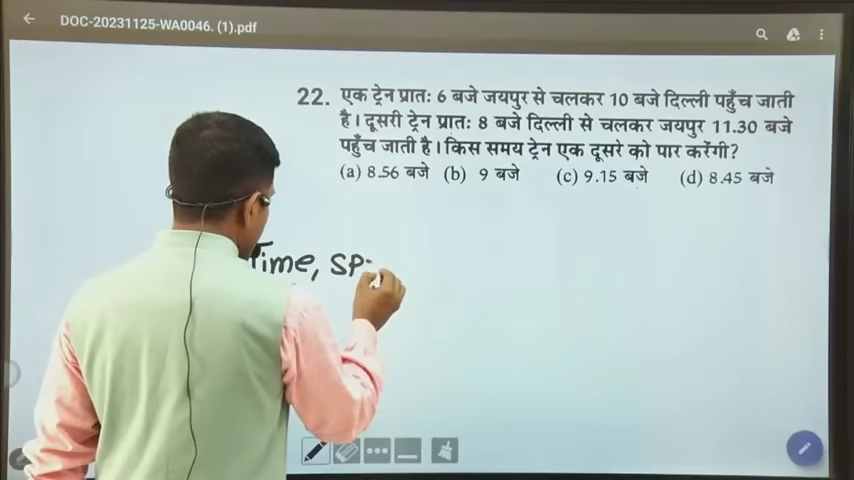 DOC-20231125-WA0046. (1).pdf
22. एक ट्रेन प्रातः 6 बजे जयपुर से चलकर 10 बजे दिल्ली पहुँच जाती
है। दूसरी ट्रेन प्रातः 8 बजे दिल्ली से चलकर जयपुर 11.30 बजे
पहुँच जाती है। किस समय ट्रेन एक दूसरे को पार करेंगी?
(a) 8.56 बजे (b) 9 बजे (c) 9.15 बजे (d) 8.45 बजे
Time, SP